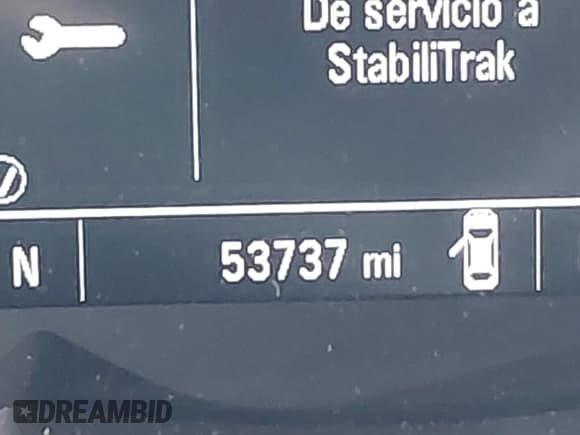 De servicio a
StabiliTrak
N
53737 mi
DREAMBID